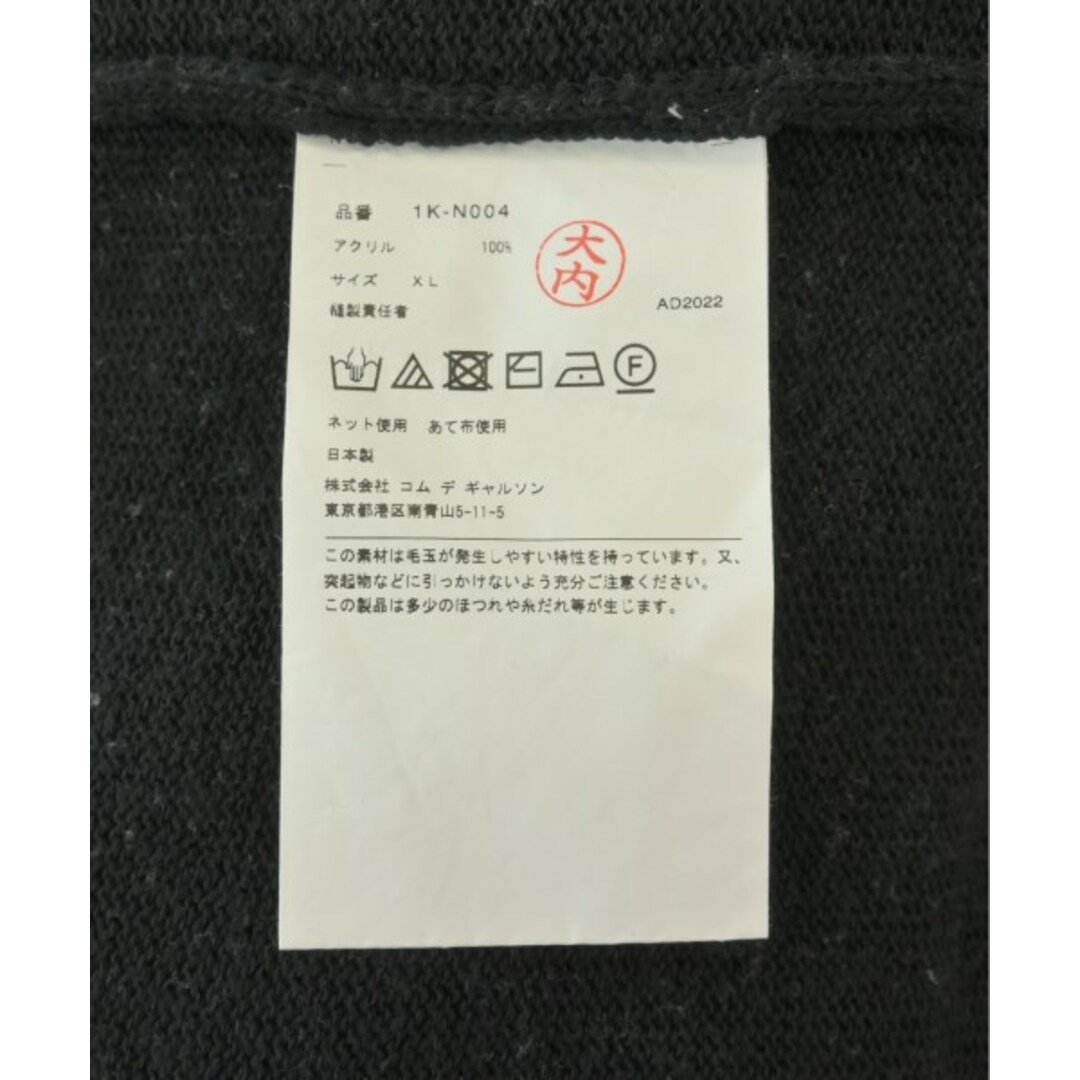 品番 1K-N004
アクリル 100%
サイズ XL
縫製責任者
大内
AD2022
F
ネット使用 あて布使用
日本製
株式会社 コム デ ギャルソン
東京都港区南青山5-11-5
この素材は毛玉が発生しやすい特性を持っています。又、
突起物などに引っかけないよう充分ご注意ください。
この製品は多少のほつれや糸だれ等が生じます。